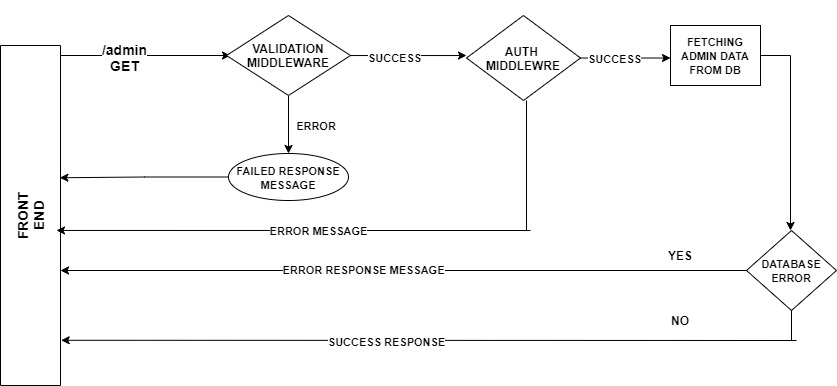 /admin
GET
VALIDATION
MIDDLEWARE
SUCCESS
AUTH
MIDDLEWRE
SUCCESS
FETCHING
ADMIN DATA
FROM DB
ERROR
FAILED RESPONSE
MESSAGE
FRONT
END
ERROR MESSAGE
YES
ERROR RESPONSE MESSAGE
DATABASE
ERROR
NO
SUCCESS RESPONSE